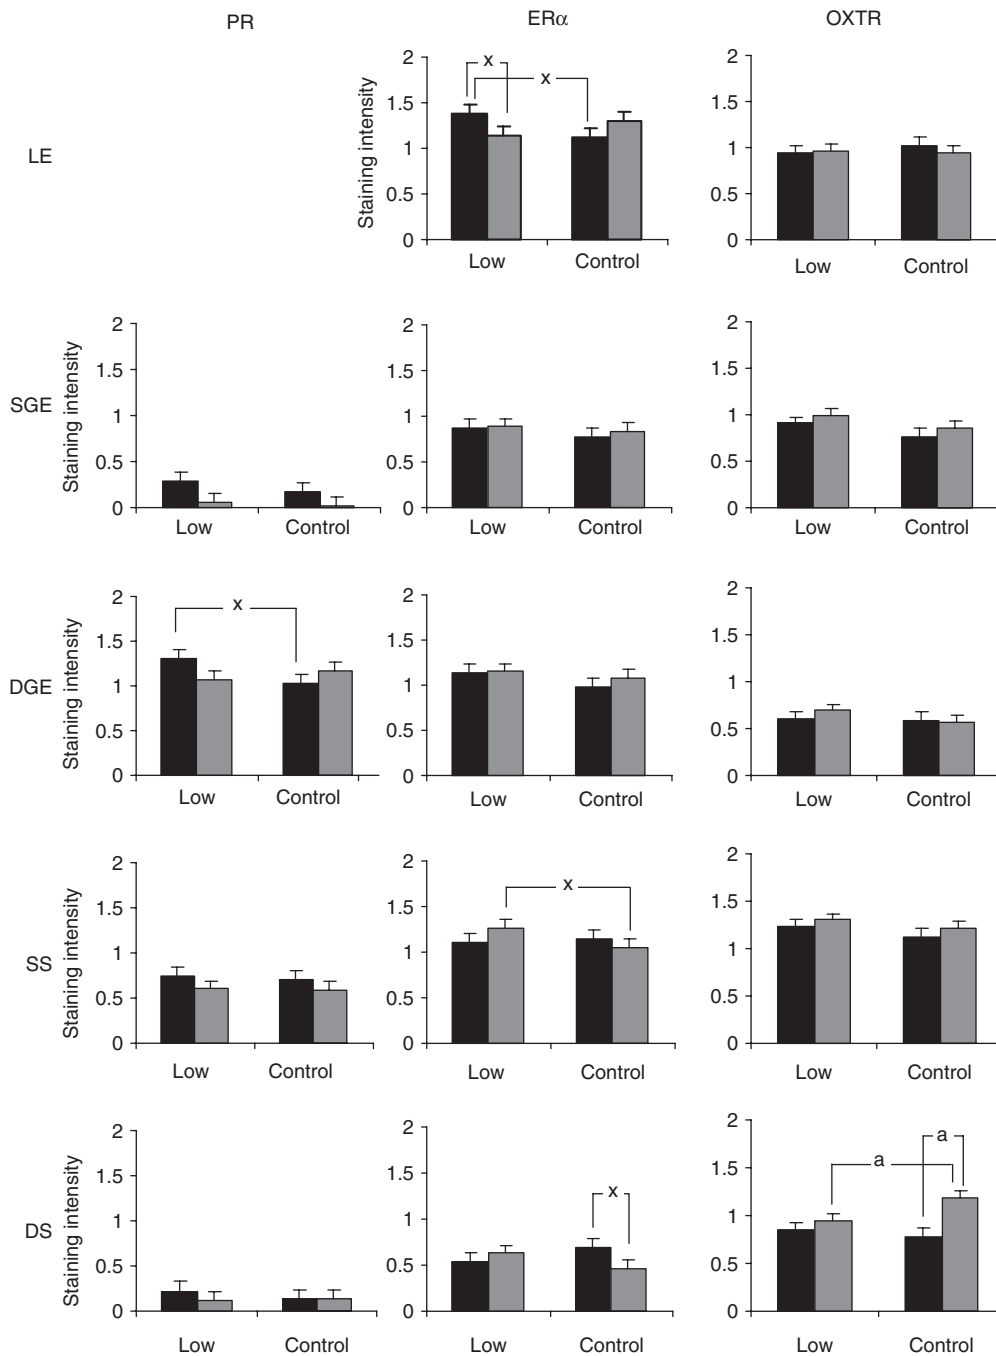 PR ERα OXTR
LE
Staining intensity
2 1.5 1 0.5 0
x x
Low Control
2 1.5 1 0.5 0
Low Control
SGE
Staining intensity
2 1.5 1 0.5 0
Low Control
2 1.5 1 0.5 0
Low Control
2 1.5 1 0.5 0
Low Control
DGE
Staining intensity
2 1.5 1 0.5 0
x
Low Control
2 1.5 1 0.5 0
Low Control
2 1.5 1 0.5 0
Low Control
SS
Staining intensity
2 1.5 1 0.5 0
Low Control
2 1.5 1 0.5 0
x
Low Control
2 1.5 1 0.5 0
Low Control
DS
Staining intensity
2 1.5 1 0.5 0
Low Control
2 1.5 1 0.5 0
x
Low Control
2 1.5 1 0.5 0
a a
Low Control